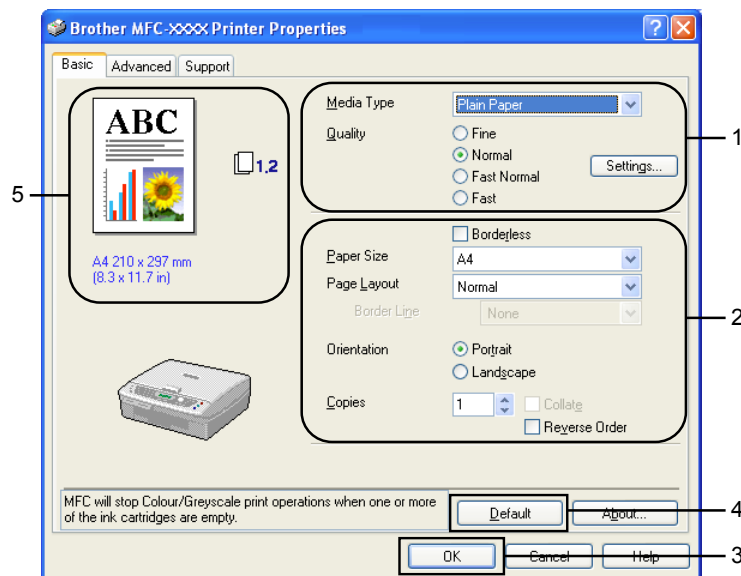 Brother MFC-XXXX Printer Properties
Basic Advanced Support
ABC
1.2
A4 210 x 297 mm
(8.3 x 11.7 in)
5
Media Type Plain Paper
Quality Fine
Normal
Fast Normal
Fast
Settings...
1
Borderless
Paper Size A4
Page Layout Normal
Border Line None
Orientation Portrait
Landscape
Copies 1 Collate
Reverse Order
2
MFC will stop Colour/Greyscale print operations when one or more
of the ink cartridges are empty.
Default About...
4
OK Cancel Help
3